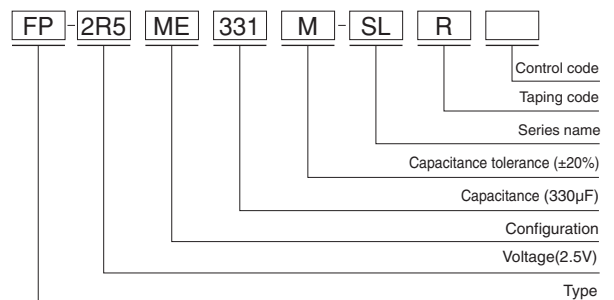 FP-2R5 ME 331 M-SL R
Control code
Taping code
Series name
Capacitance tolerance (±20%)
Capacitance (330µF)
Configuration
Voltage(2.5V)
Type